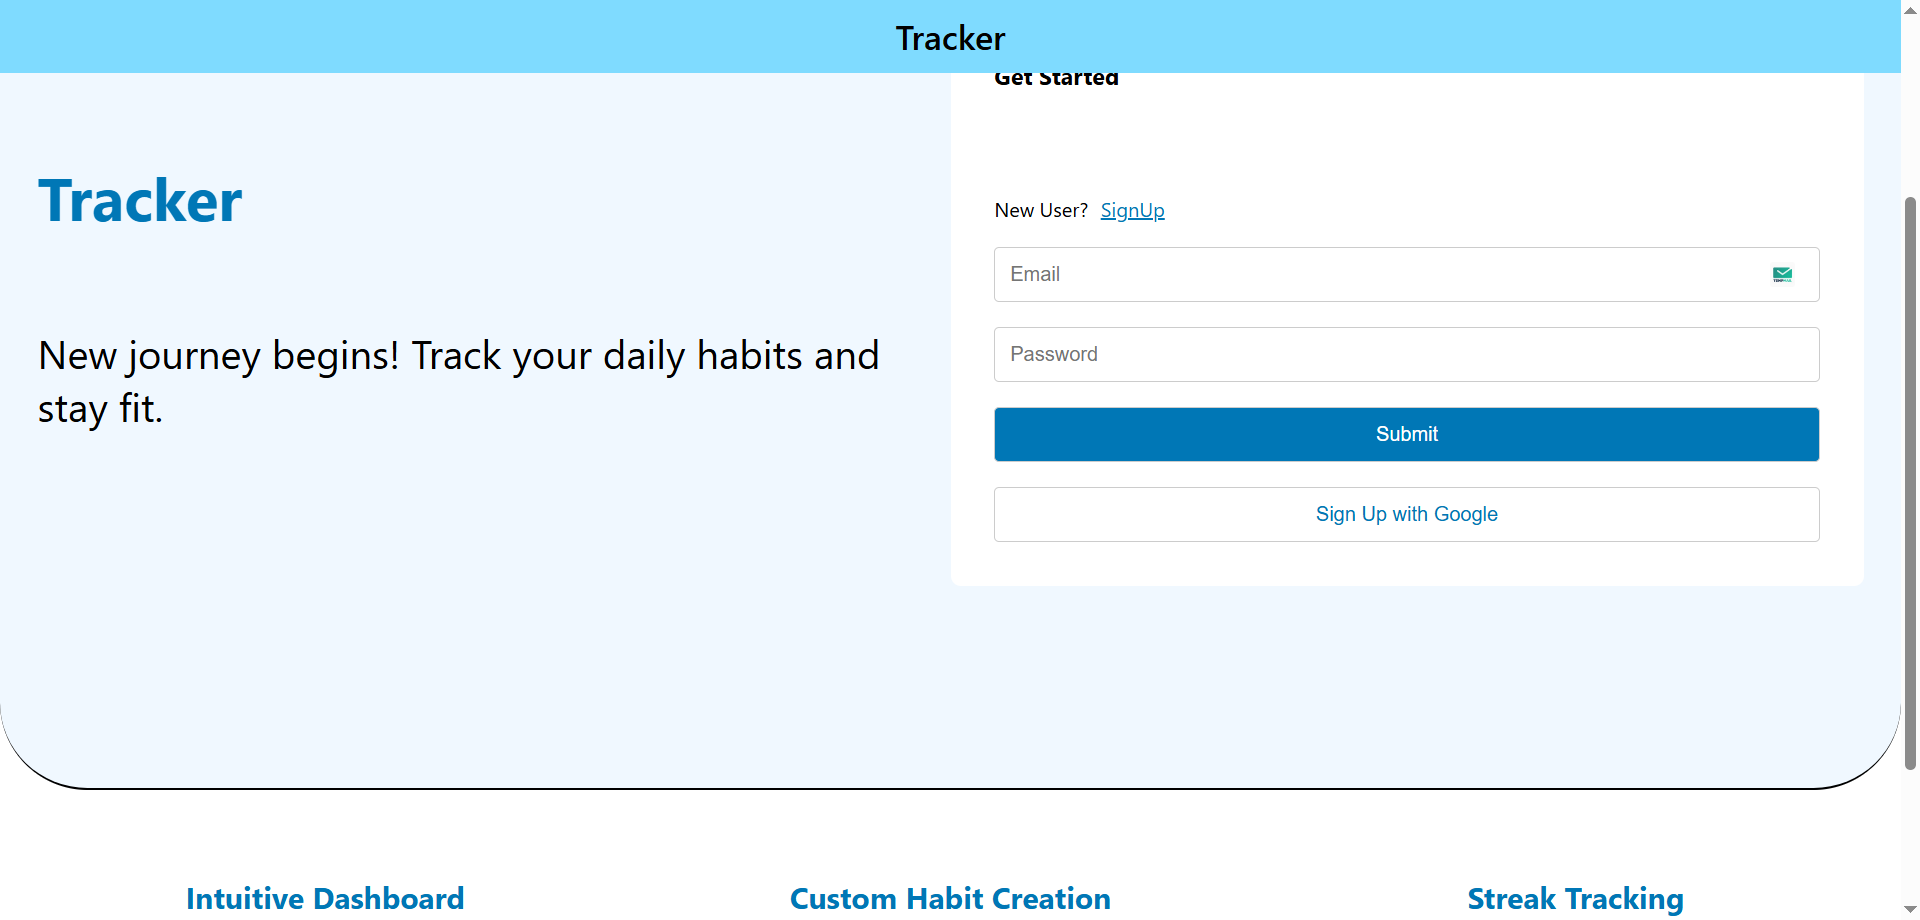 Tracker
Get Started
Tracker
New journey begins! Track your daily habits and
stay fit.
New User? SignUp
Email
Password
Submit
Sign Up with Google
Intuitive Dashboard
Custom Habit Creation
Streak Tracking